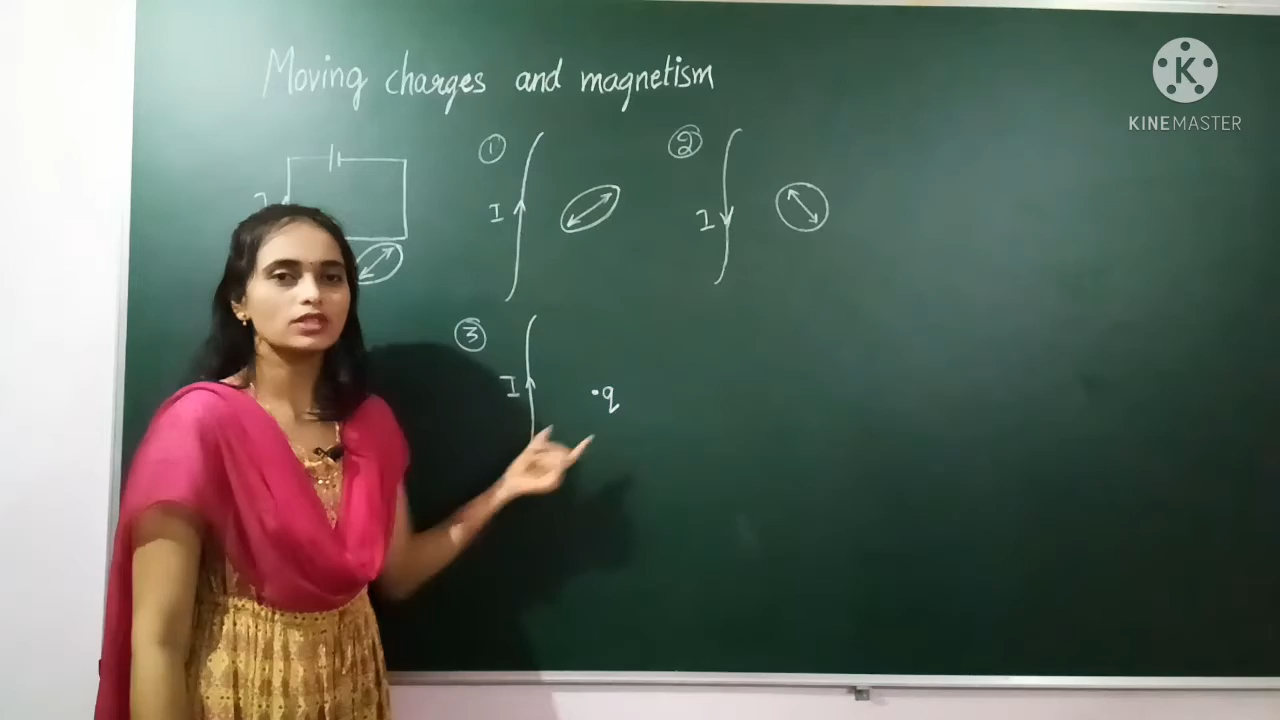 Moving charges and magnetism
K
KINEMASTER
①
I
②
I
③
I
q